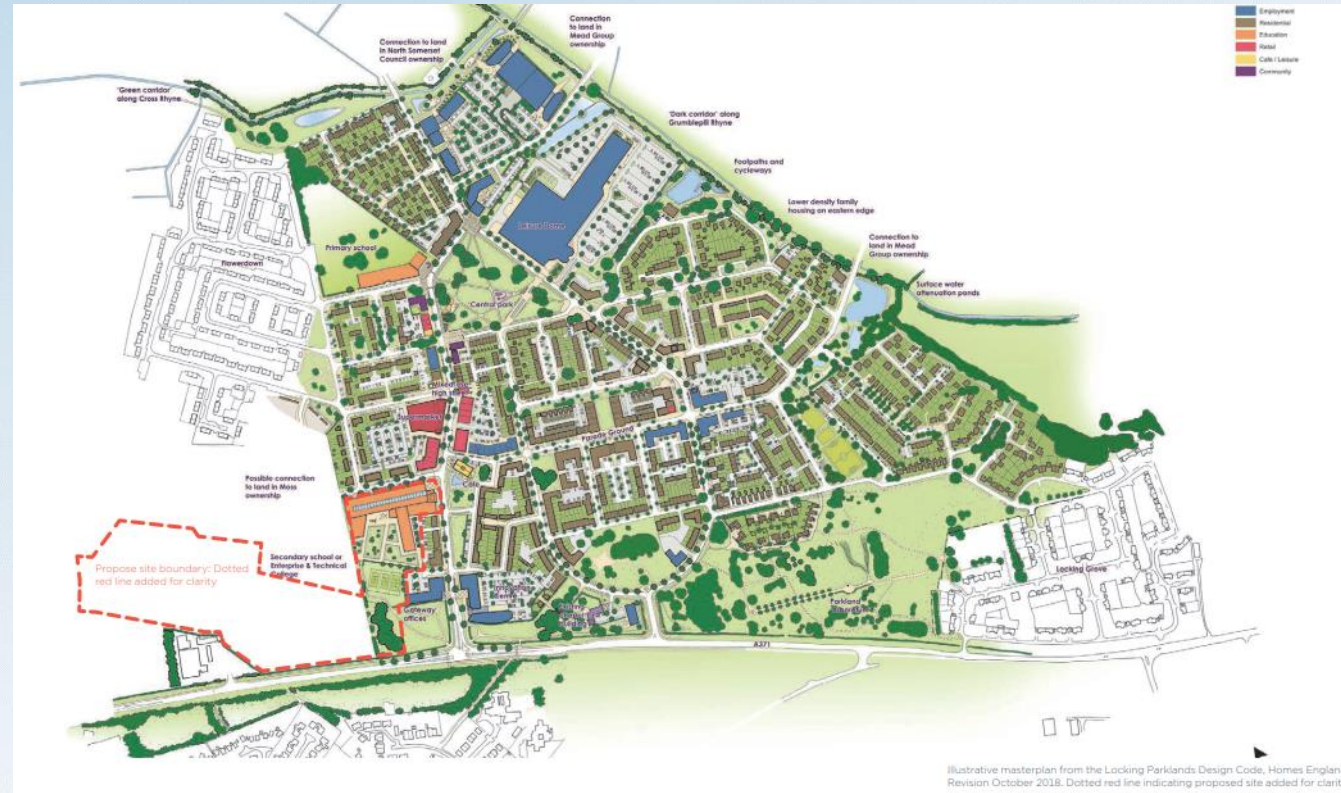 Employment
Residential
Education
Retail
Cafe / Leisure
Community
Connection
to land in
Mead Group
ownership
Connection to land
in North Somerset
Council ownership
'Green corridor'
along Cross Rhyne
'Dark corridor' along
Grumblepill Rhyne
Footpaths and
cycleways
Lower density family
housing on eastern edge
Connection to
land in Mead
Group ownership
Surface water
attenuation ponds
Leisure Dome
Primary school
Flowerdown
Central park
high street
Supermarket
Parade Ground
Cafe
Possible connection
to land in Moss
ownership
Secondary school or
Enterprise & Technical
College
Propose site boundary: Dotted
red line added for clarity
Gateway
offices
Parkland
Locking Grove
A371
Illustrative masterplan from the Locking Parklands Design Code, Homes Englan
Revision October 2018. Dotted red line indicating proposed site added for clarit